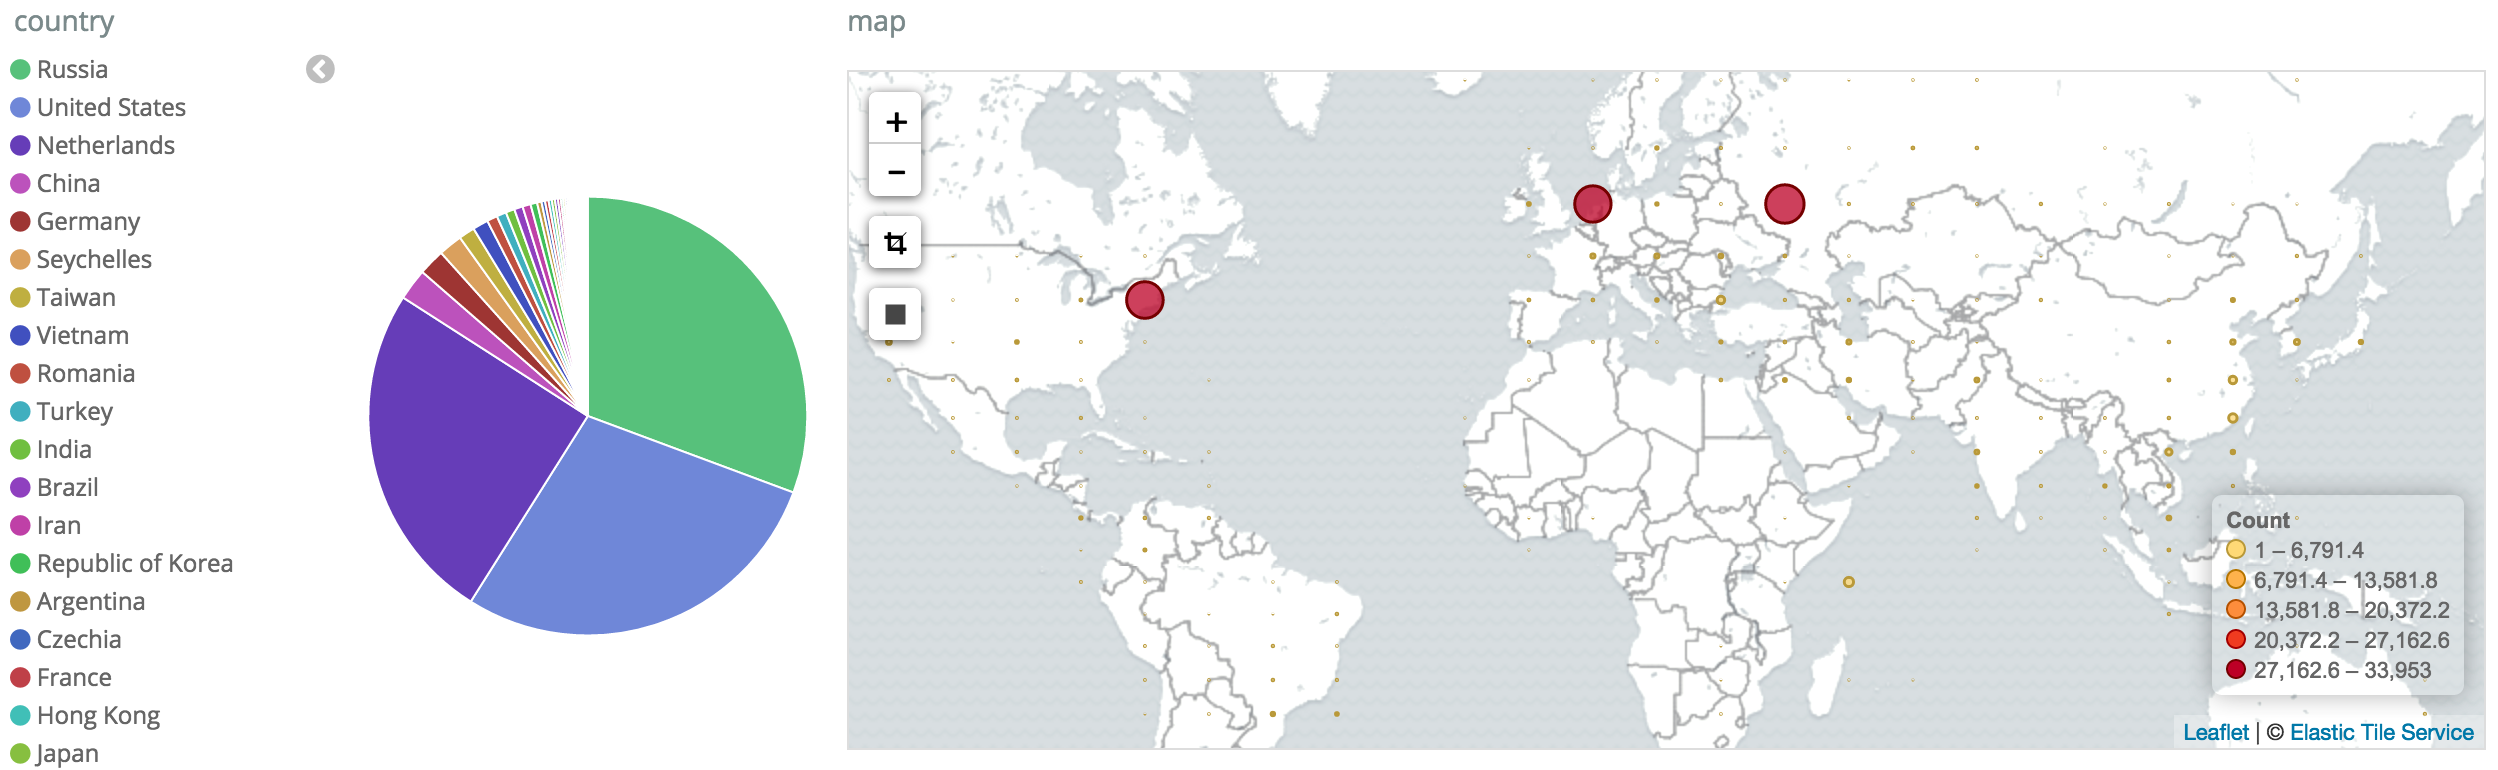 country
Russia
United States
Netherlands
China
Germany
Seychelles
Taiwan
Vietnam
Romania
Turkey
India
Brazil
Iran
Republic of Korea
Argentina
Czechia
France
Hong Kong
Japan
map
+
−
Count
1 – 6,791.4
6,791.4 – 13,581.8
13,581.8 – 20,372.2
20,372.2 – 27,162.6
27,162.6 – 33,953
Leaflet | © Elastic Tile Service